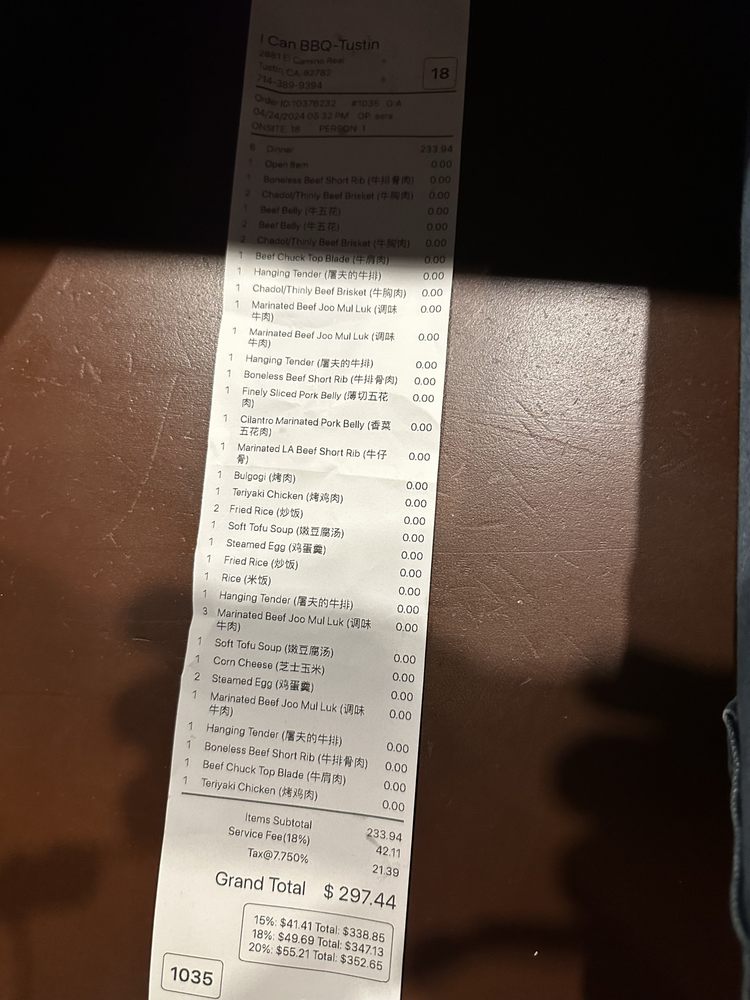 I Can BBQ-Tustin
2881 El Camino Real
Tustin, CA, 92782
714-389-9394
18
Order ID:10376232 #1035 G:A
04/24/2024 05:32 PM OP: sera
ONSITE 18 PERSON: 1
6 Dinner 233.94
1 Open Item 0.00
Boneless Beef Short Rib (牛排骨肉) 0.00
2 Chadol/Thinly Beef Brisket (牛胸肉) 0.00
1 Beef Belly (牛五花) 0.00
2 Beef Belly (牛五花) 0.00
2 Chadol/Thinly Beef Brisket (牛胸肉) 0.00
1 Beef Chuck Top Blade (牛肩肉) 0.00
1 Hanging Tender (屠夫的牛排) 0.00
1 Chadol/Thinly Beef Brisket (牛胸肉) 0.00
1 Marinated Beef Joo Mul Luk (调味 0.00
牛肉)
1 Marinated Beef Joo Mul Luk (调味 0.00
牛肉)
1 Hanging Tender (屠夫的牛排) 0.00
1 Boneless Beef Short Rib (牛排骨肉) 0.00
1 Finely Sliced Pork Belly (薄切五花 0.00
肉)
1 Cilantro Marinated Pork Belly (香菜 0.00
五花肉)
1 Marinated LA Beef Short Rib (牛仔 0.00
骨)
1 Bulgogi (烤肉) 0.00
1 Teriyaki Chicken (烤鸡肉) 0.00
2 Fried Rice (炒饭) 0.00
1 Soft Tofu Soup (嫩豆腐汤) 0.00
1 Steamed Egg (鸡蛋羹) 0.00
1 Fried Rice (炒饭) 0.00
1 Rice (米饭) 0.00
1 Hanging Tender (屠夫的牛排) 0.00
3 Marinated Beef Joo Mul Luk (调味 0.00
牛肉)
1 Soft Tofu Soup (嫩豆腐汤) 0.00
1 Corn Cheese (芝士玉米) 0.00
2 Steamed Egg (鸡蛋羹) 0.00
1 Marinated Beef Joo Mul Luk (调味 0.00
牛肉)
1 Hanging Tender (屠夫的牛排) 0.00
1 Boneless Beef Short Rib (牛排骨肉) 0.00
1 Beef Chuck Top Blade (牛肩肉) 0.00
1 Teriyaki Chicken (烤鸡肉) 0.00
Items Subtotal 233.94
Service Fee(18%) 42.11
Tax@7.750% 21.39
Grand Total $ 297.44
15%: $41.41 Total: $338.85
18%: $49.69 Total: $347.13
20%: $55.21 Total: $352.65
1035